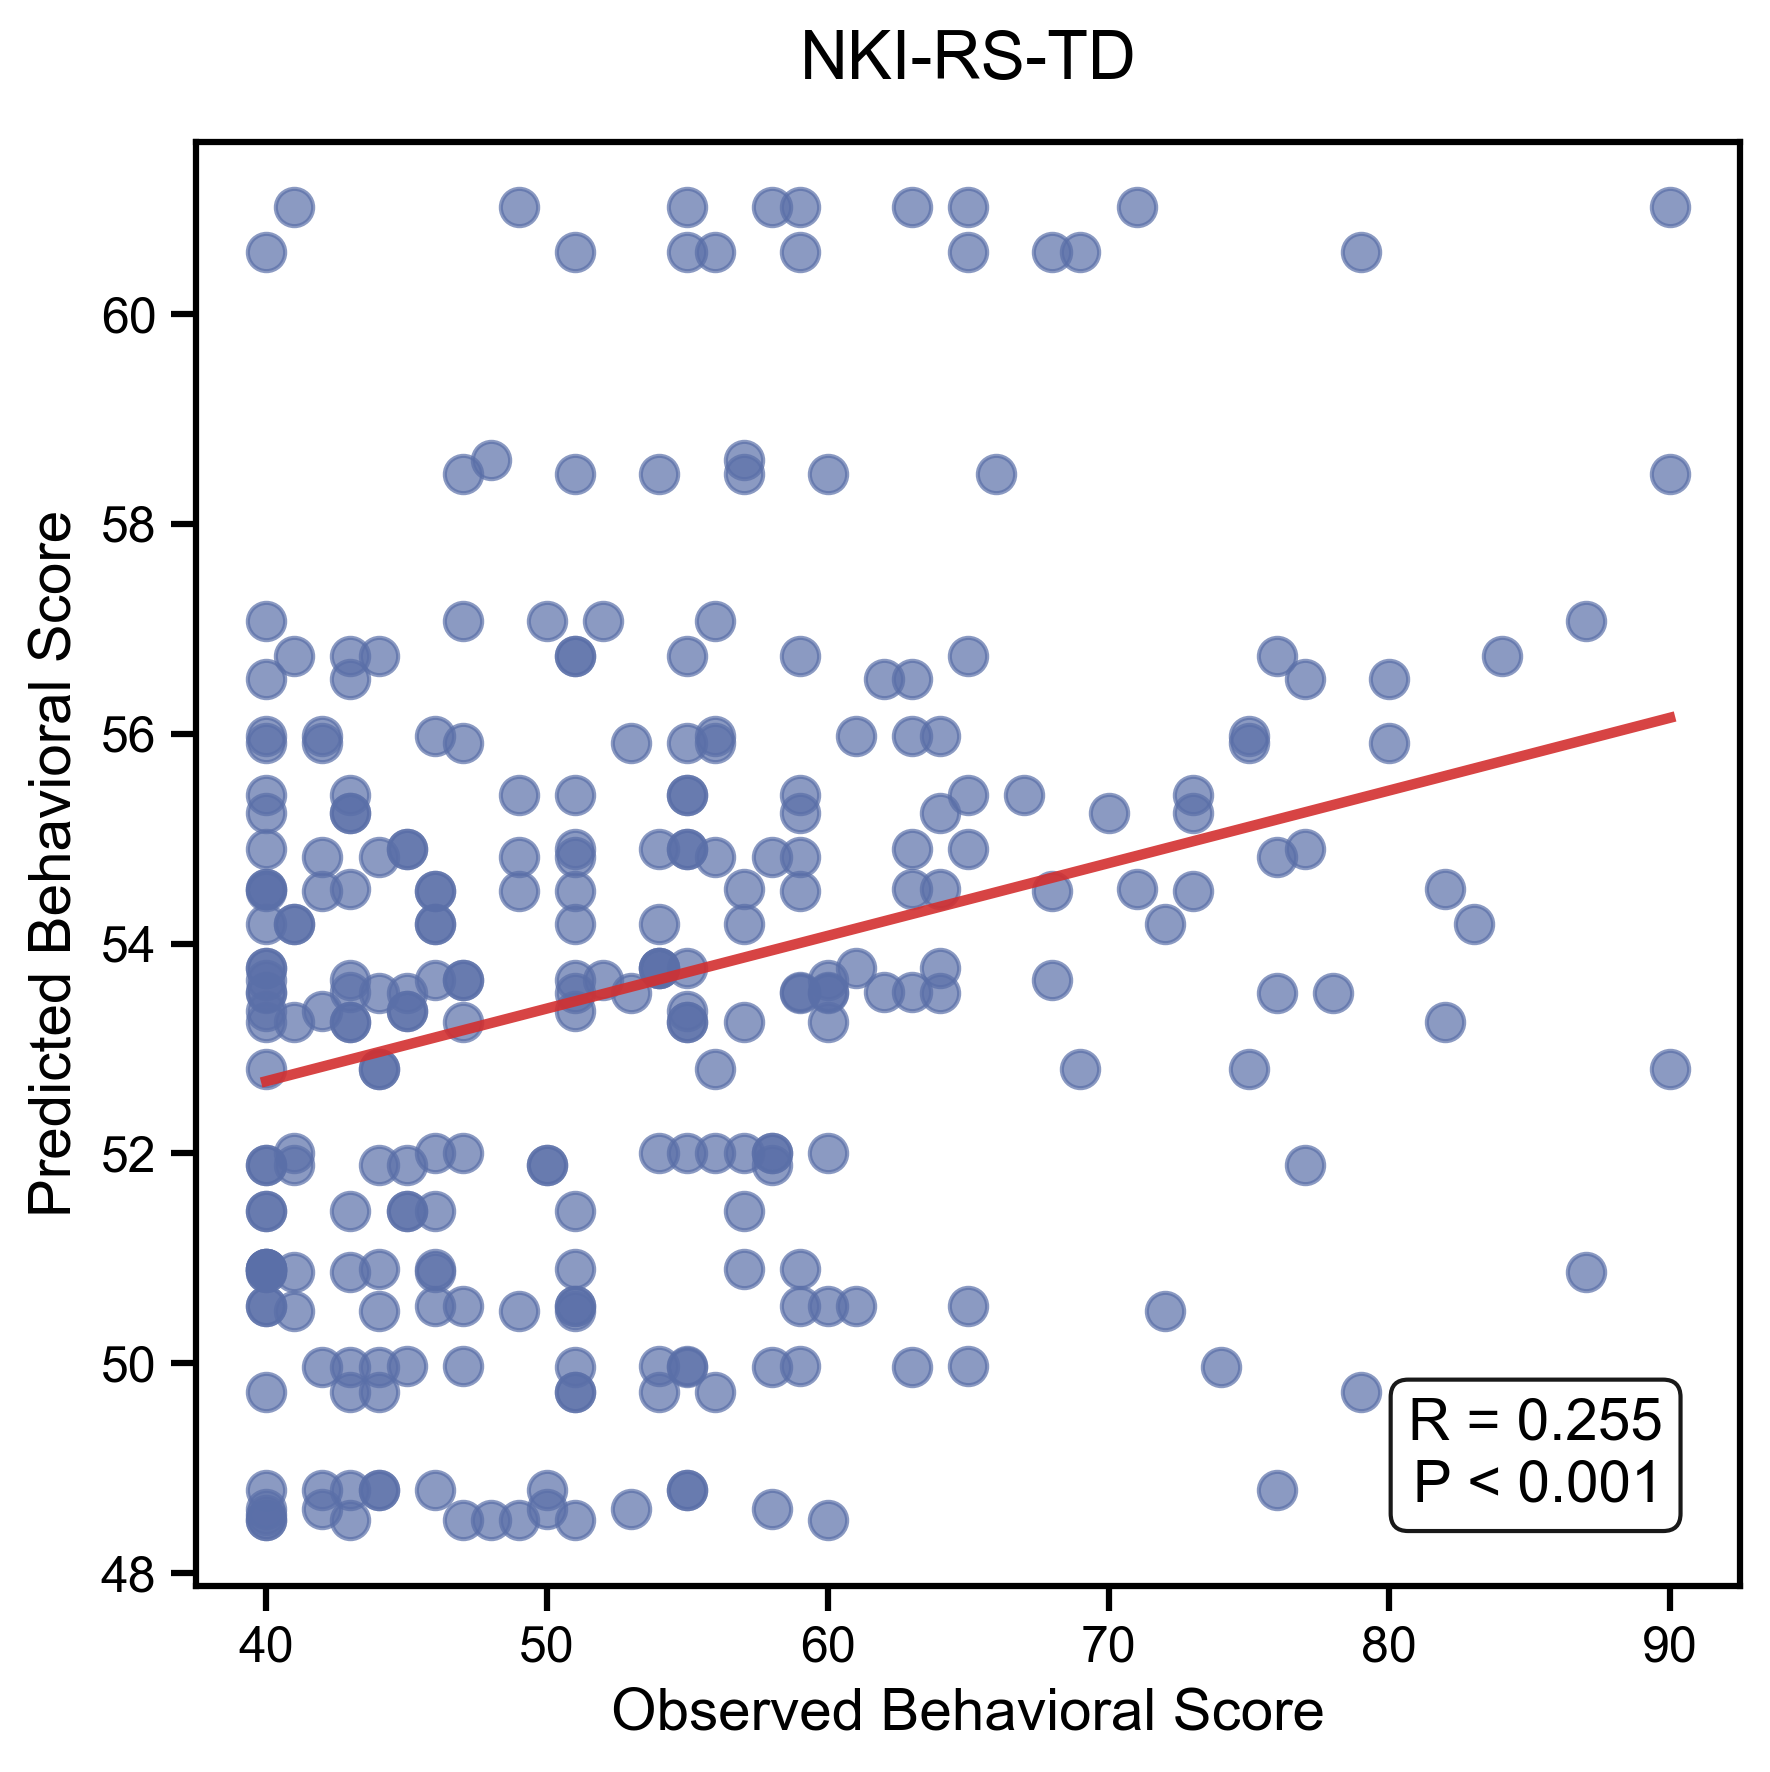 NKI-RS-TD
Predicted Behavioral Score
60
58
56
54
52
50
48
R = 0.255
P < 0.001
40 50 60 70 80 90
Observed Behavioral Score